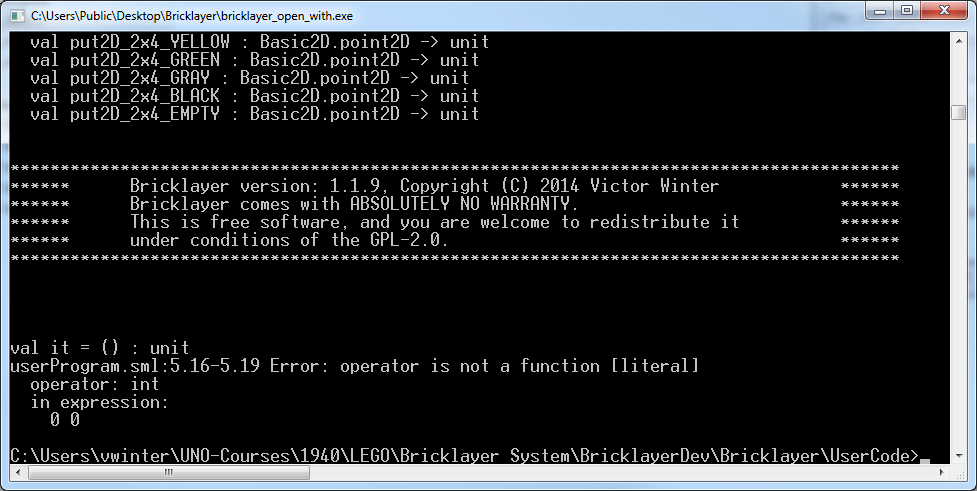 C:\Users\Public\Desktop\Bricklayer\bricklayer_open_with.exe
val put2D_2x4_YELLOW : Basic2D.point2D -> unit
val put2D_2x4_GREEN : Basic2D.point2D -> unit
val put2D_2x4_GRAY : Basic2D.point2D -> unit
val put2D_2x4_BLACK : Basic2D.point2D -> unit
val put2D_2x4_EMPTY : Basic2D.point2D -> unit
*****************************************************************************************
****** Bricklayer version: 1.1.9, Copyright (C) 2014 Victor Winter ******
****** Bricklayer comes with ABSOLUTELY NO WARRANTY. ******
****** This is free software, and you are welcome to redistribute it ******
****** under conditions of the GPL-2.0. ******
*****************************************************************************************
val it = () : unit
userProgram.sml:5.16-5.19 Error: operator is not a function [literal]
operator: int
in expression:
0 0
C:\Users\vwinter\UNO-Courses\1940\LEGO\Bricklayer System\BricklayerDev\Bricklayer\UserCode>_